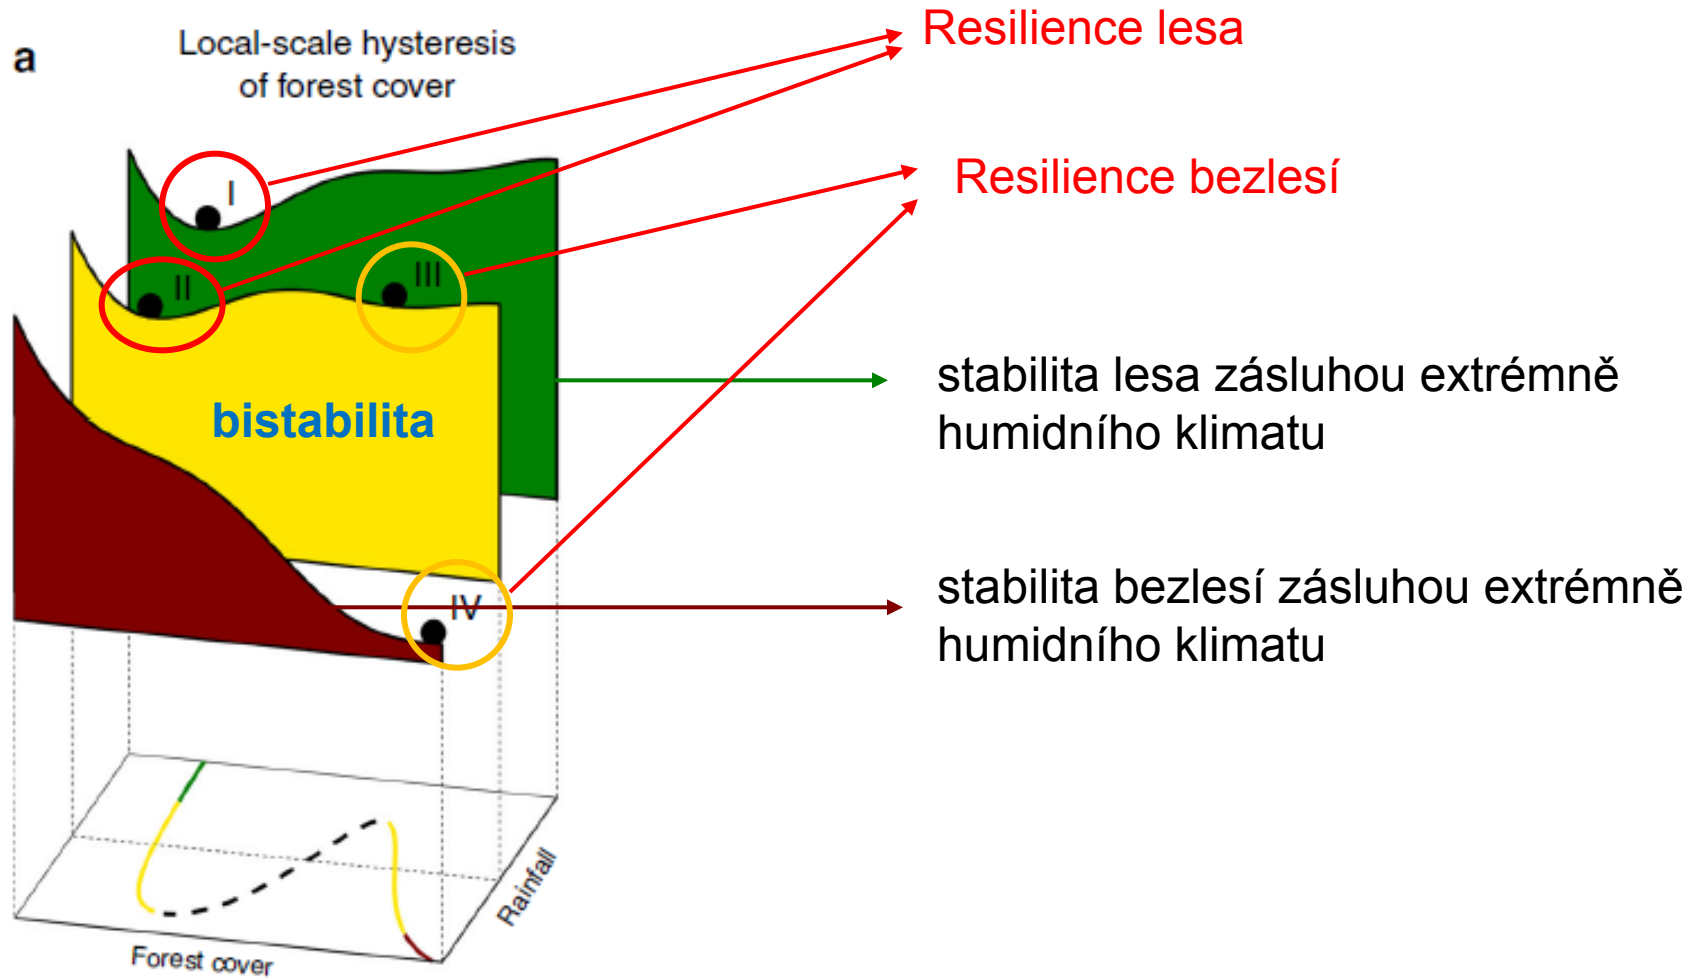 a
Local-scale hysteresis
of forest cover
Resilience lesa
Resilience bezlesí
I
II
III
bistabilita
stabilita lesa zásluhou extrémně
humidního klimatu
IV
stabilita bezlesí zásluhou extrémně
humidního klimatu
Rainfall
Forest cover